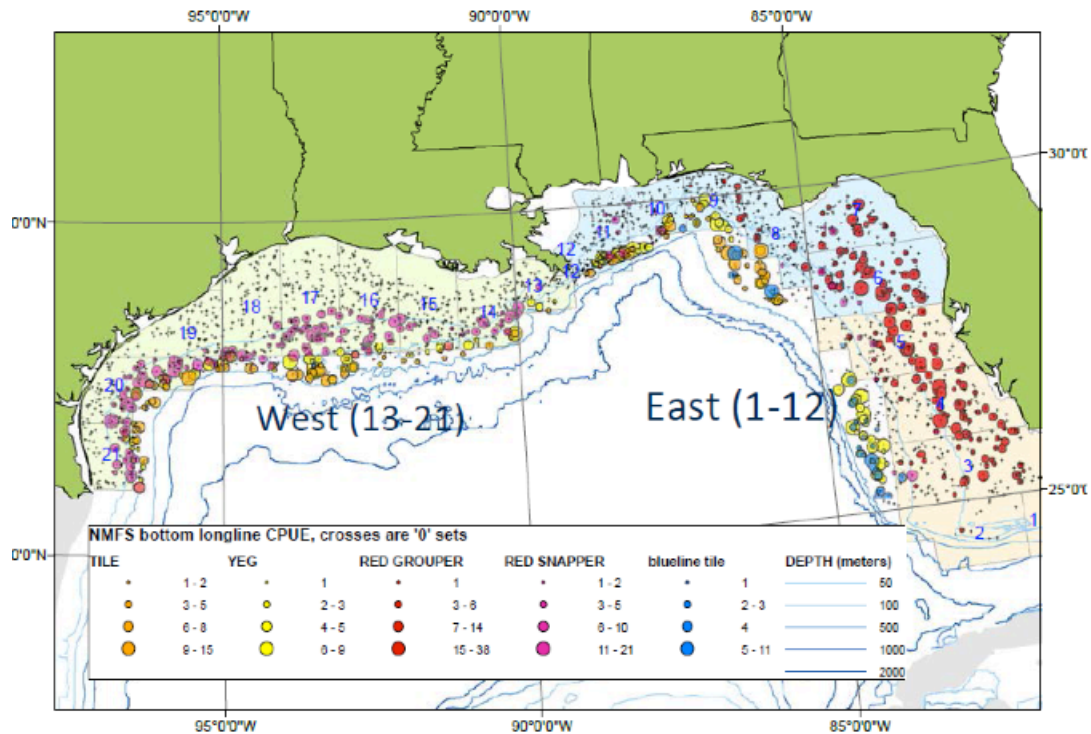 95°0'0"W 90°0'0"W 85°0'0"W
30°0'0
0'0"N
7
9
10
8
11
12
12
6
13
17
16
15
18
14
19
5
20
4
West (13-21)
East (1-12)
21
3
25°0'0
2
1
NMFS bottom longline CPUE, crosses are '0' sets
TILE YEG RED GROUPER RED SNAPPER blueline tile DEPTH (meters)
1 - 2 1 1 1 - 2 1 50
3 - 5 2 - 3 3 - 6 3 - 5 2 - 3 100
6 - 8 4 - 5 7 - 14 6 - 10 4 500
9 - 15 6 - 9 15 - 38 11 - 21 5 - 11 1000
2000
0'0"N
95°0'0"W 90°0'0"W 85°0'0"W